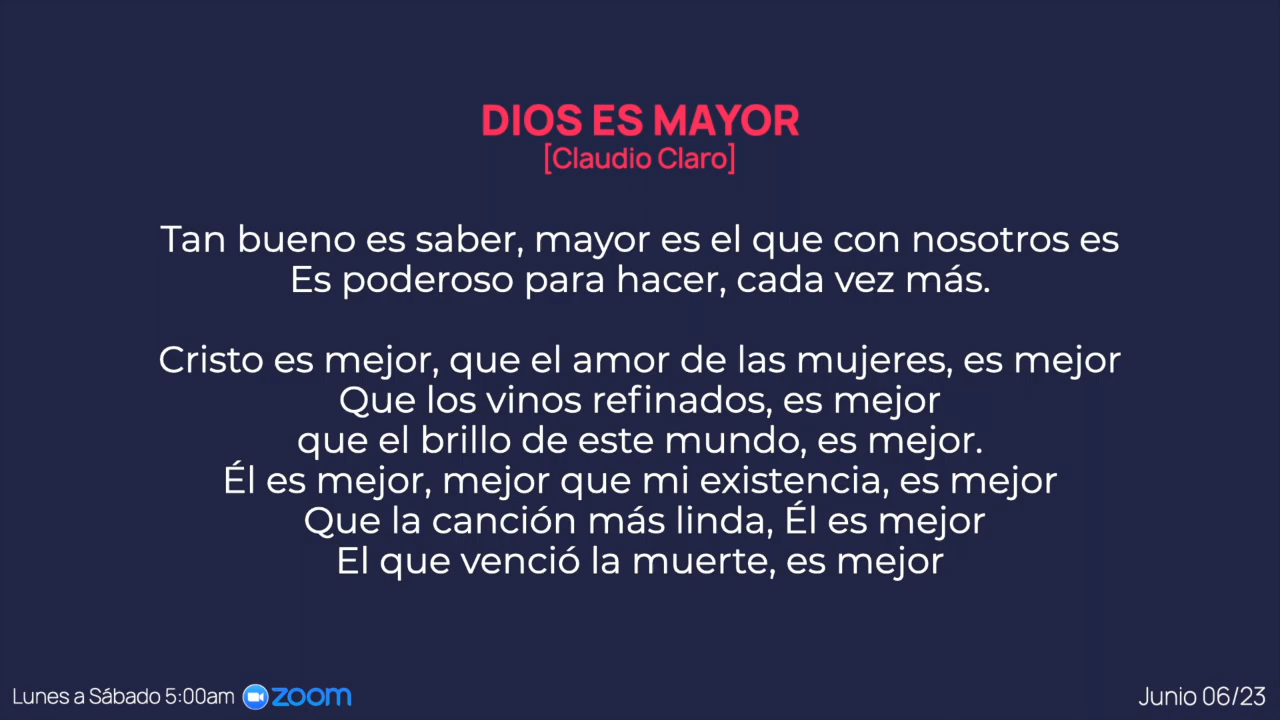 DIOS ES MAYOR
[Claudio Claro]
Tan bueno es saber, mayor es el que con nosotros es
Es poderoso para hacer, cada vez más.
Cristo es mejor, que el amor de las mujeres, es mejor
Que los vinos refinados, es mejor
que el brillo de este mundo, es mejor.
Él es mejor, mejor que mi existencia, es mejor
Que la canción más linda, Él es mejor
El que venció la muerte, es mejor
Lunes a Sábado 5:00am zoom
Junio 06/23